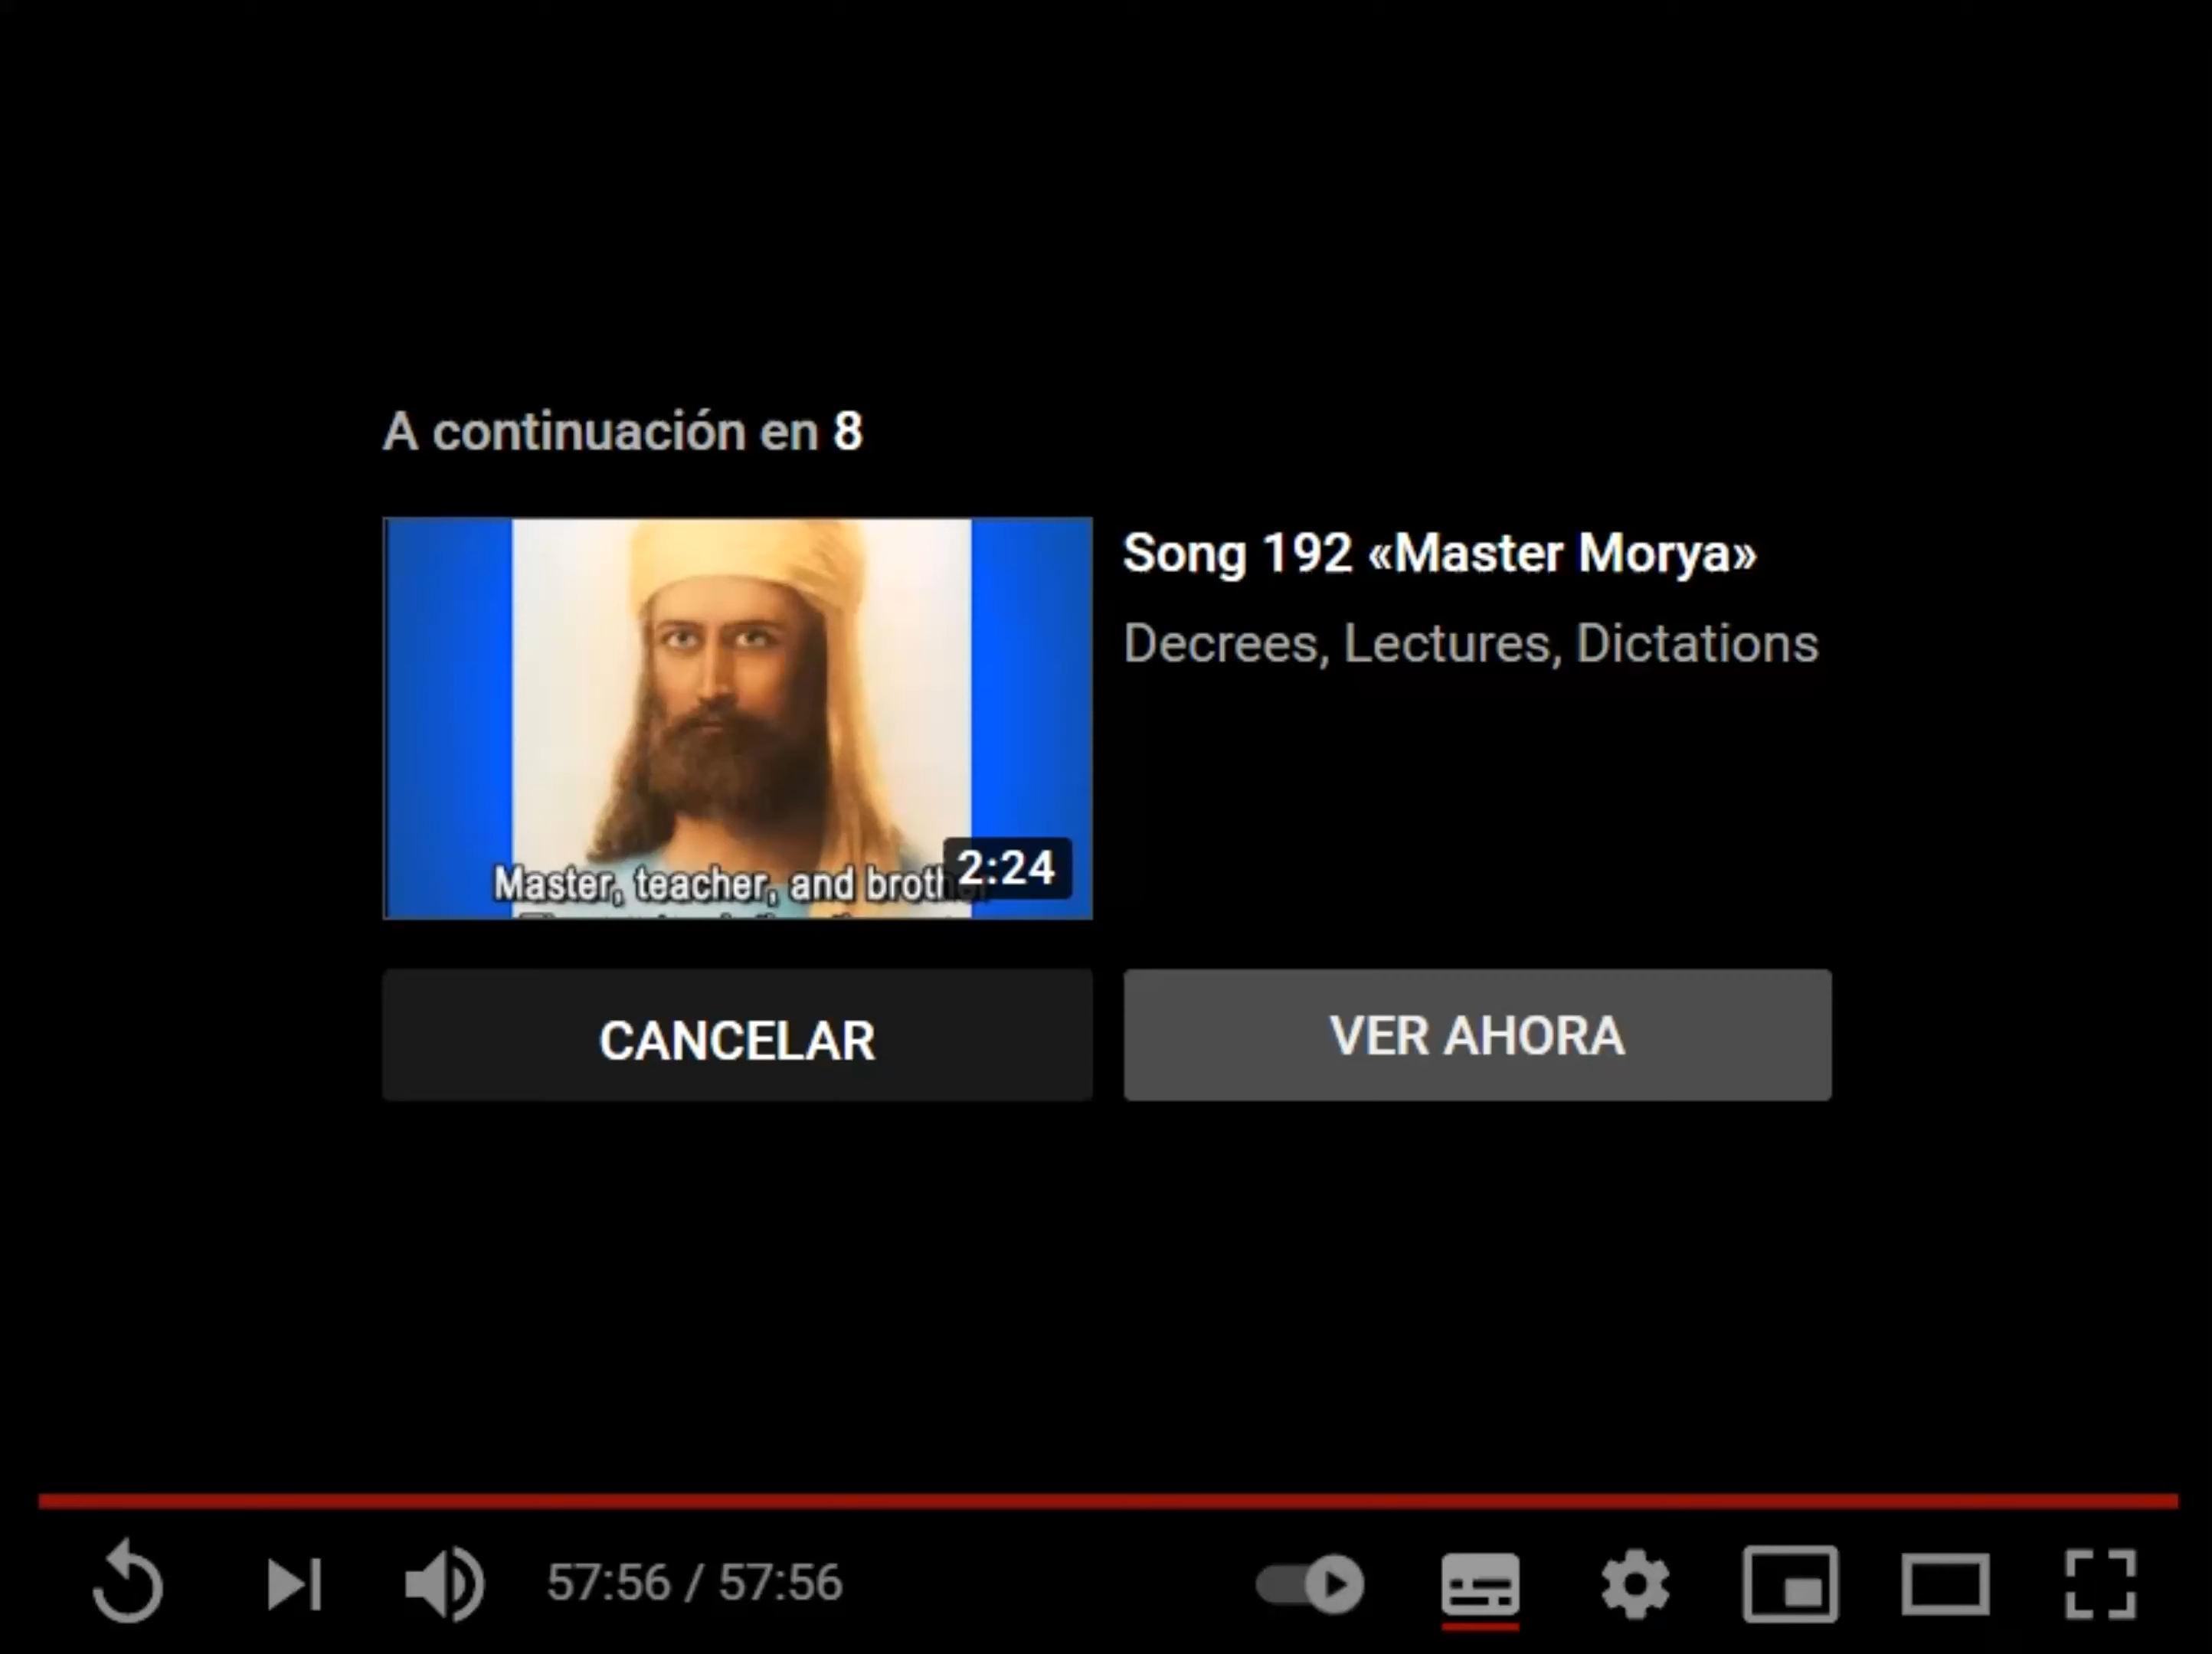 A continuación en 8
Song 192 «Master Morya»
Decrees, Lectures, Dictations
Master, teacher, and
2:24
CANCELAR
VER AHORA
57:56 / 57:56